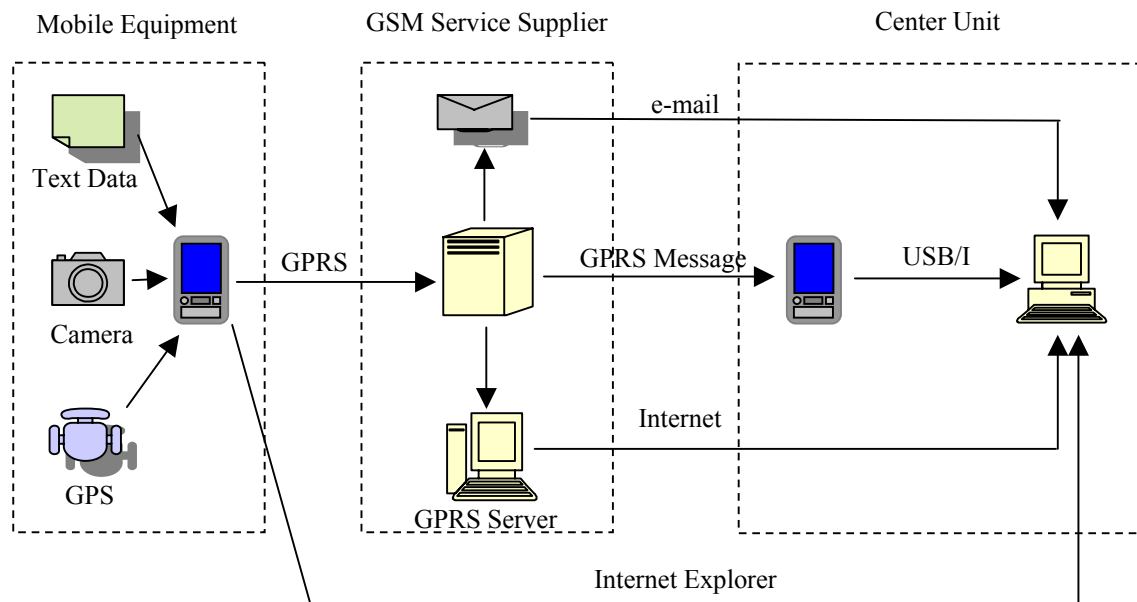 Mobile Equipment
GSM Service Supplier
Center Unit
e-mail
Text Data
GPRS
GPRS Message
USB/I
Camera
Internet
GPS
GPRS Server
Internet Explorer